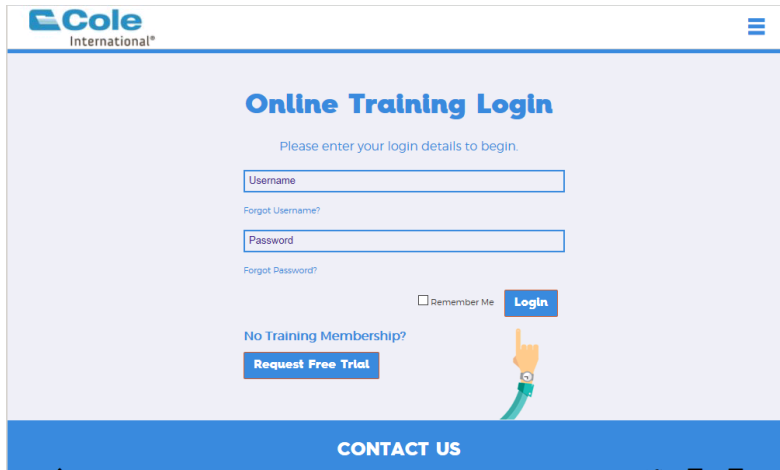 Cole
International®
Online Training Login
Please enter your login details to begin.
Username
Forgot Username?
Password
Forgot Password?
Remember Me Login
No Training Membership?
Request Free Trial
CONTACT US